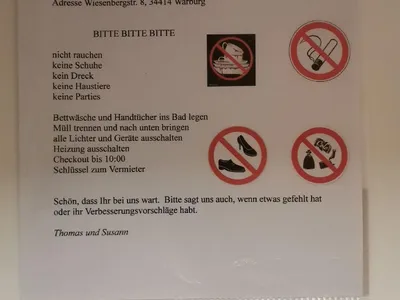 Adresse Wiesenbergstr. 8, 34414 Warburg
BITTE BITTE BITTE
nicht rauchen
keine Schuhe
kein Dreck
keine Haustiere
keine Parties
Bettwäsche und Handtücher ins Bad legen
Müll trennen und nach unten bringen
alle Lichter und Geräte ausschalten
Heizung ausschalten
Checkout bis 10:00
Schlüssel zum Vermieter
Schön, dass Ihr bei uns wart. Bitte sagt uns auch, wenn etwas gefehlt hat
oder ihr Verbesserungsvorschläge habt.
Thomas und Susann